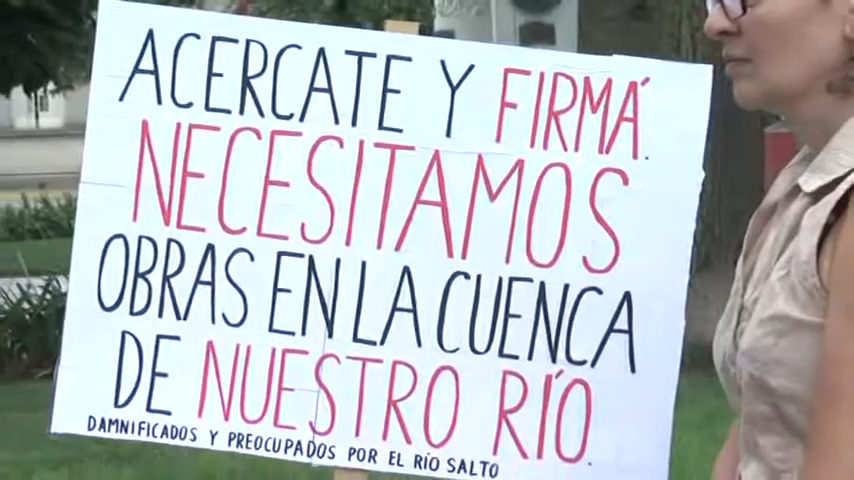 ACERCATE Y FIRMÁ.
NECESITAMOS
OBRAS EN LA CUENCA
DE NUESTRO RÍO.
DAMNIFICADOS Y PREOCUPADOS POR EL RÍO SALTO